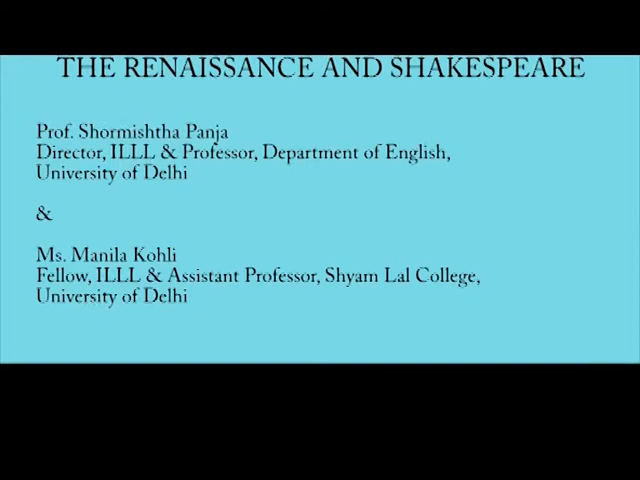 THE RENAISSANCE AND SHAKESPEARE
Prof. Shormishtha Panja
Director, ILLL & Professor, Department of English,
University of Delhi
&
Ms. Manila Kohli
Fellow, ILLL & Assistant Professor, Shyam Lal College,
University of Delhi